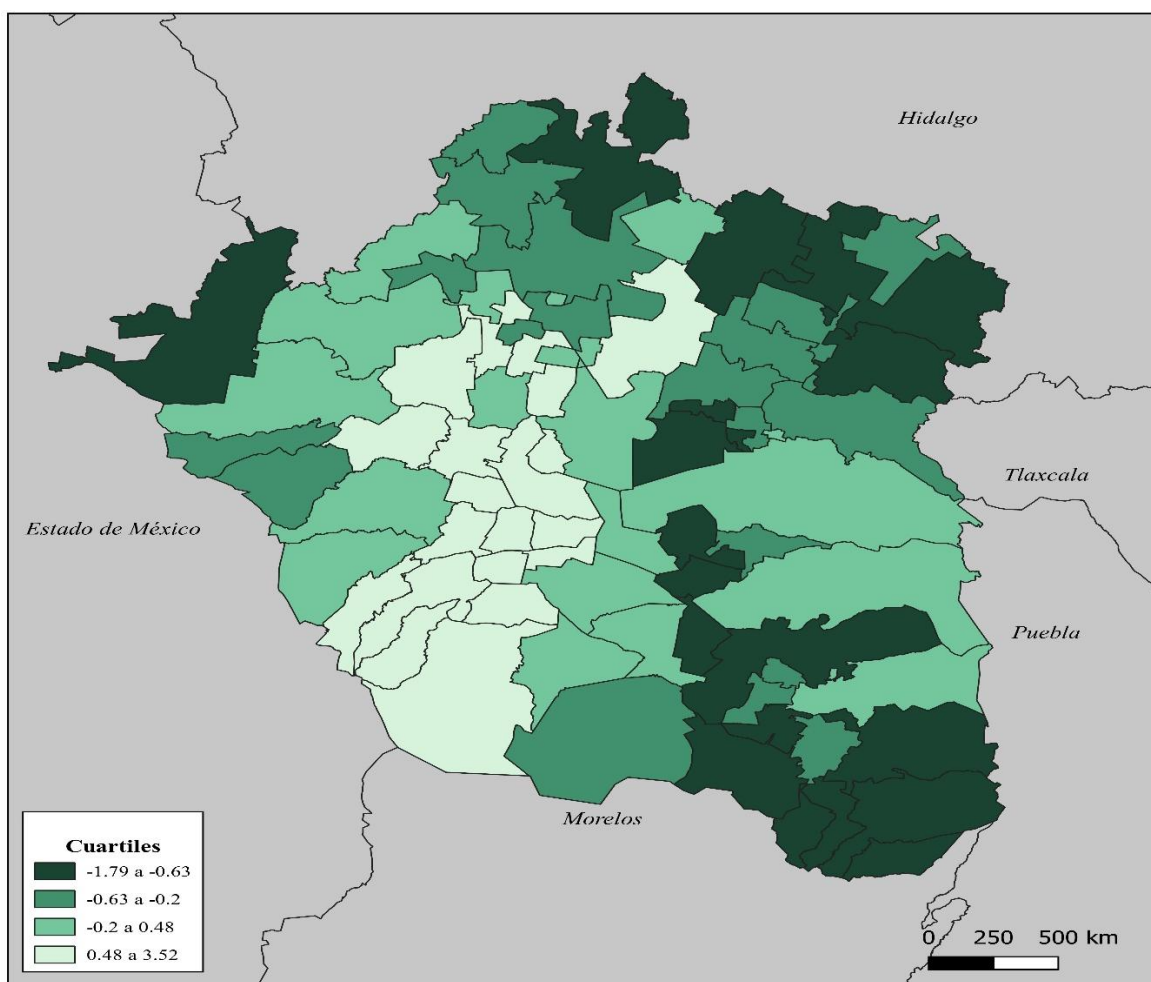 Hidalgo
Tlaxcala
Estado de México
Puebla
Morelos
Cuartiles
-1.79 a -0.63
-0.63 a -0.2
-0.2 a 0.48
0.48 a 3.52
0 250 500 km